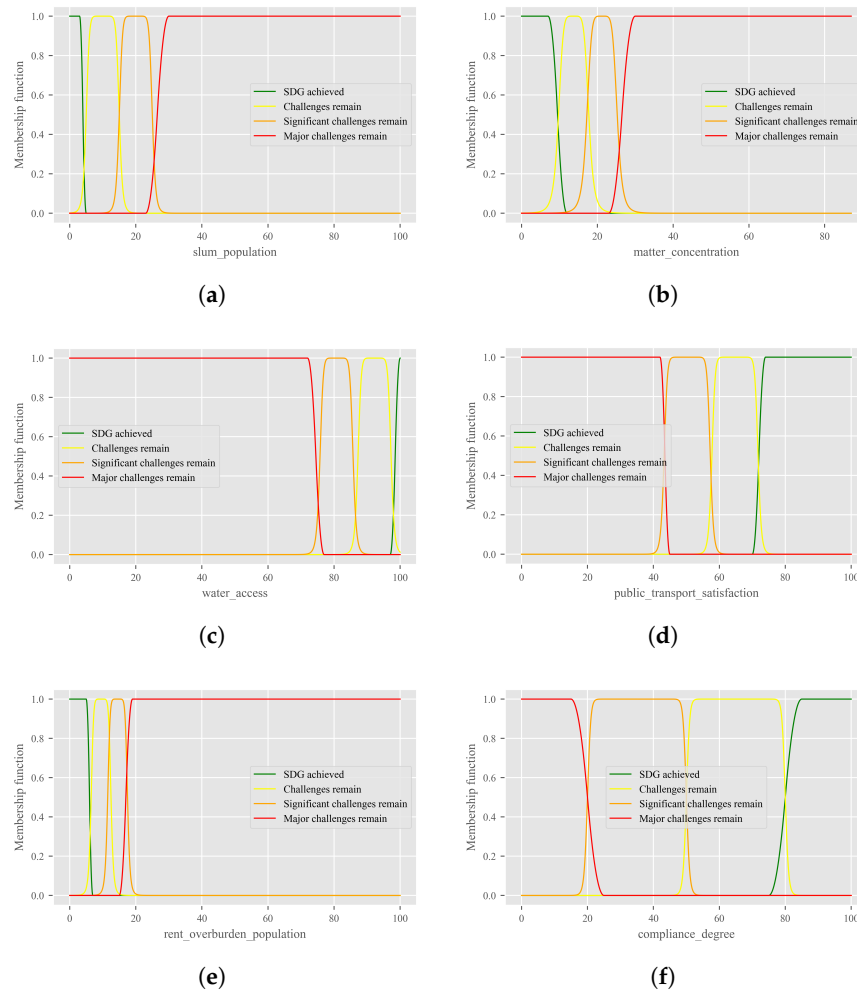 1.0
0.8
0.6
0.4
0.2
0.0
Membership function
SDG achieved
Challenges remain
Significant challenges remain
Major challenges remain
0 20 40 60 80 100
slum_population
(a)
1.0
0.8
0.6
0.4
0.2
0.0
Membership function
SDG achieved
Challenges remain
Significant challenges remain
Major challenges remain
0 20 40 60 80
matter_concentration
(b)
1.0
0.8
0.6
0.4
0.2
0.0
Membership function
SDG achieved
Challenges remain
Significant challenges remain
Major challenges remain
0 20 40 60 80 100
water_access
(c)
1.0
0.8
0.6
0.4
0.2
0.0
Membership function
SDG achieved
Challenges remain
Significant challenges remain
Major challenges remain
0 20 40 60 80 100
public_transport_satisfaction
(d)
1.0
0.8
0.6
0.4
0.2
0.0
Membership function
SDG achieved
Challenges remain
Significant challenges remain
Major challenges remain
0 20 40 60 80 100
rent_overburden_population
(e)
1.0
0.8
0.6
0.4
0.2
0.0
Membership function
SDG achieved
Challenges remain
Significant challenges remain
Major challenges remain
0 20 40 60 80 100
compliance_degree
(f)